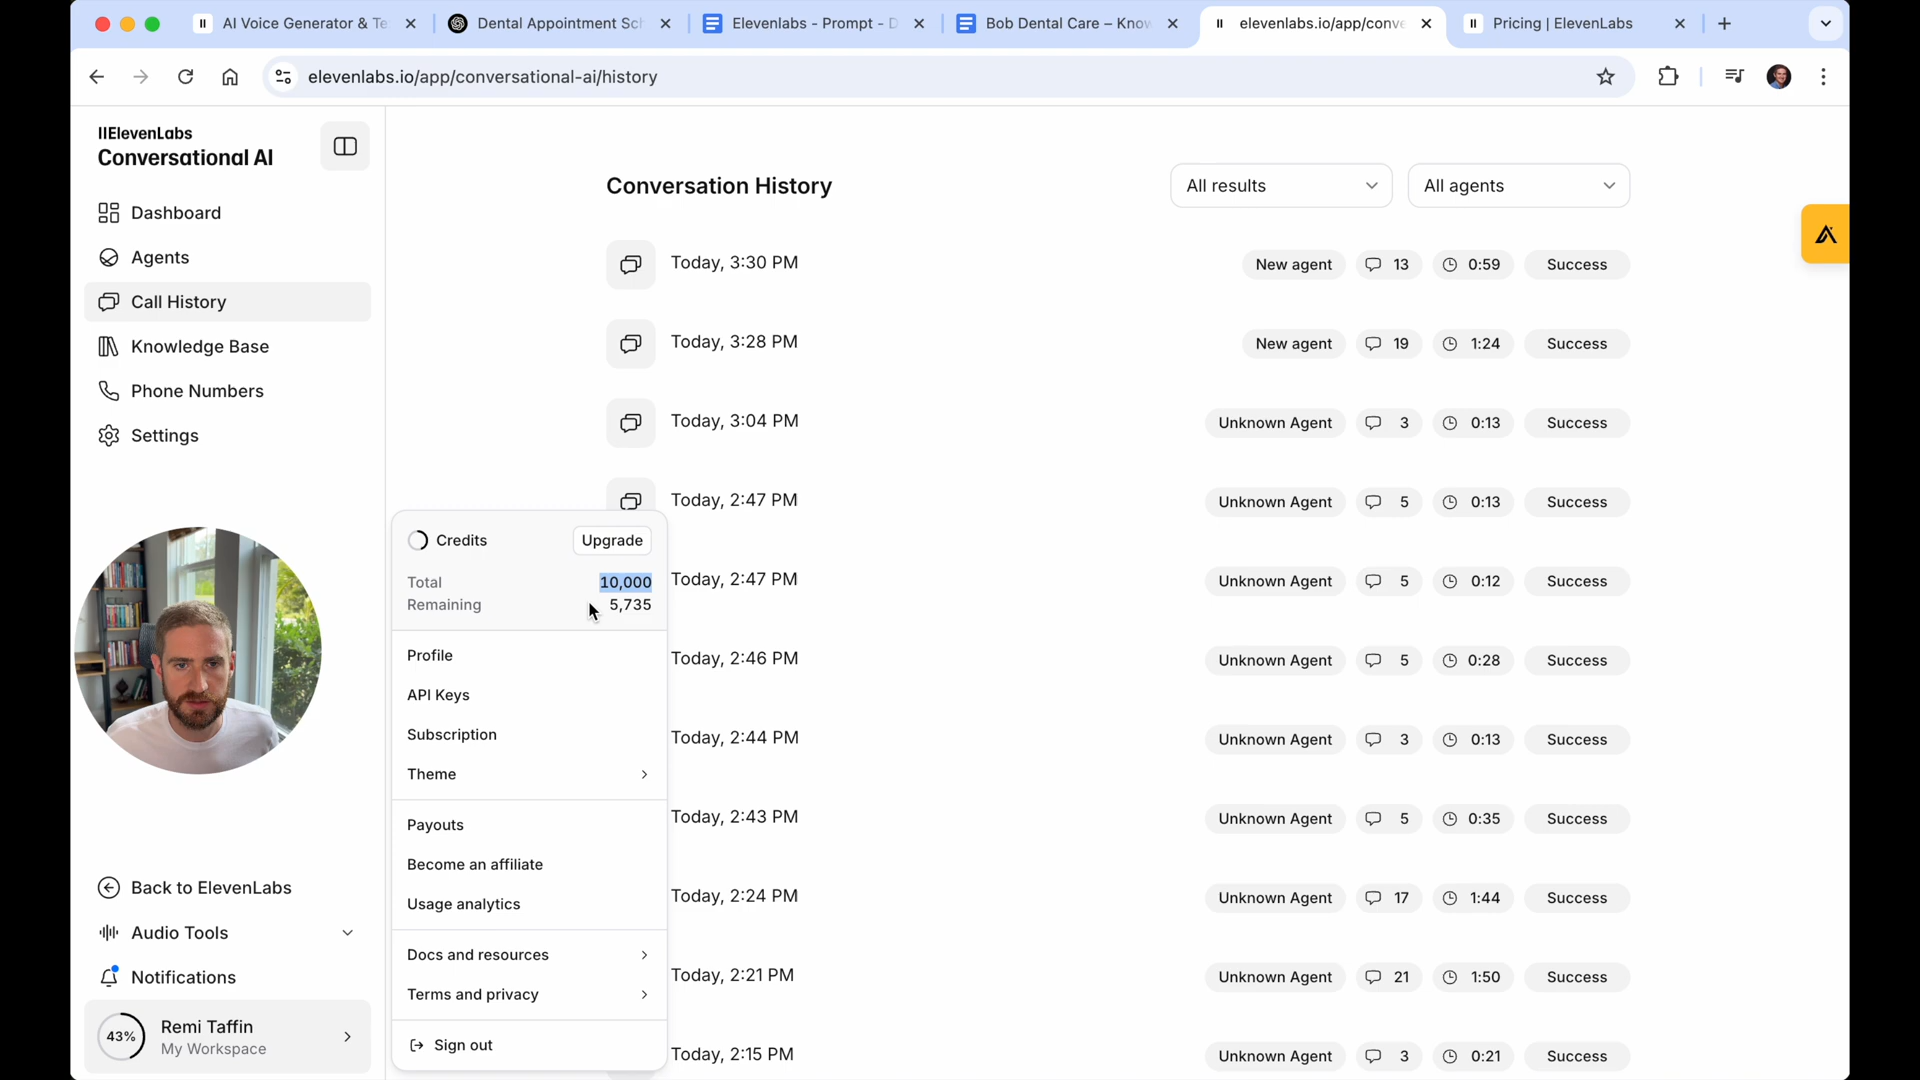 AI Voice Generator & Te
Dental Appointment Sch
Elevenlabs - Prompt - D
Bob Dental Care – Know
elevenlabs.io/app/conve
Pricing | ElevenLabs
elevenlabs.io/app/conversational-ai/history
IIElevenLabs
Conversational AI
Dashboard
Agents
Call History
Knowledge Base
Phone Numbers
Settings
Back to ElevenLabs
Audio Tools
Notifications
43%
Remi Taffin
My Workspace
Credits
Upgrade
Total 10,000
Remaining 5,735
Profile
API Keys
Subscription
Theme
Payouts
Become an affiliate
Usage analytics
Docs and resources
Terms and privacy
Sign out
Conversation History
All results
All agents
Today, 3:30 PM New agent 13 0:59 Success
Today, 3:28 PM New agent 19 1:24 Success
Today, 3:04 PM Unknown Agent 3 0:13 Success
Today, 2:47 PM Unknown Agent 5 0:13 Success
Today, 2:47 PM Unknown Agent 5 0:12 Success
Today, 2:46 PM Unknown Agent 5 0:28 Success
Today, 2:44 PM Unknown Agent 3 0:13 Success
Today, 2:43 PM Unknown Agent 5 0:35 Success
Today, 2:24 PM Unknown Agent 17 1:44 Success
Today, 2:21 PM Unknown Agent 21 1:50 Success
Today, 2:15 PM Unknown Agent 3 0:21 Success